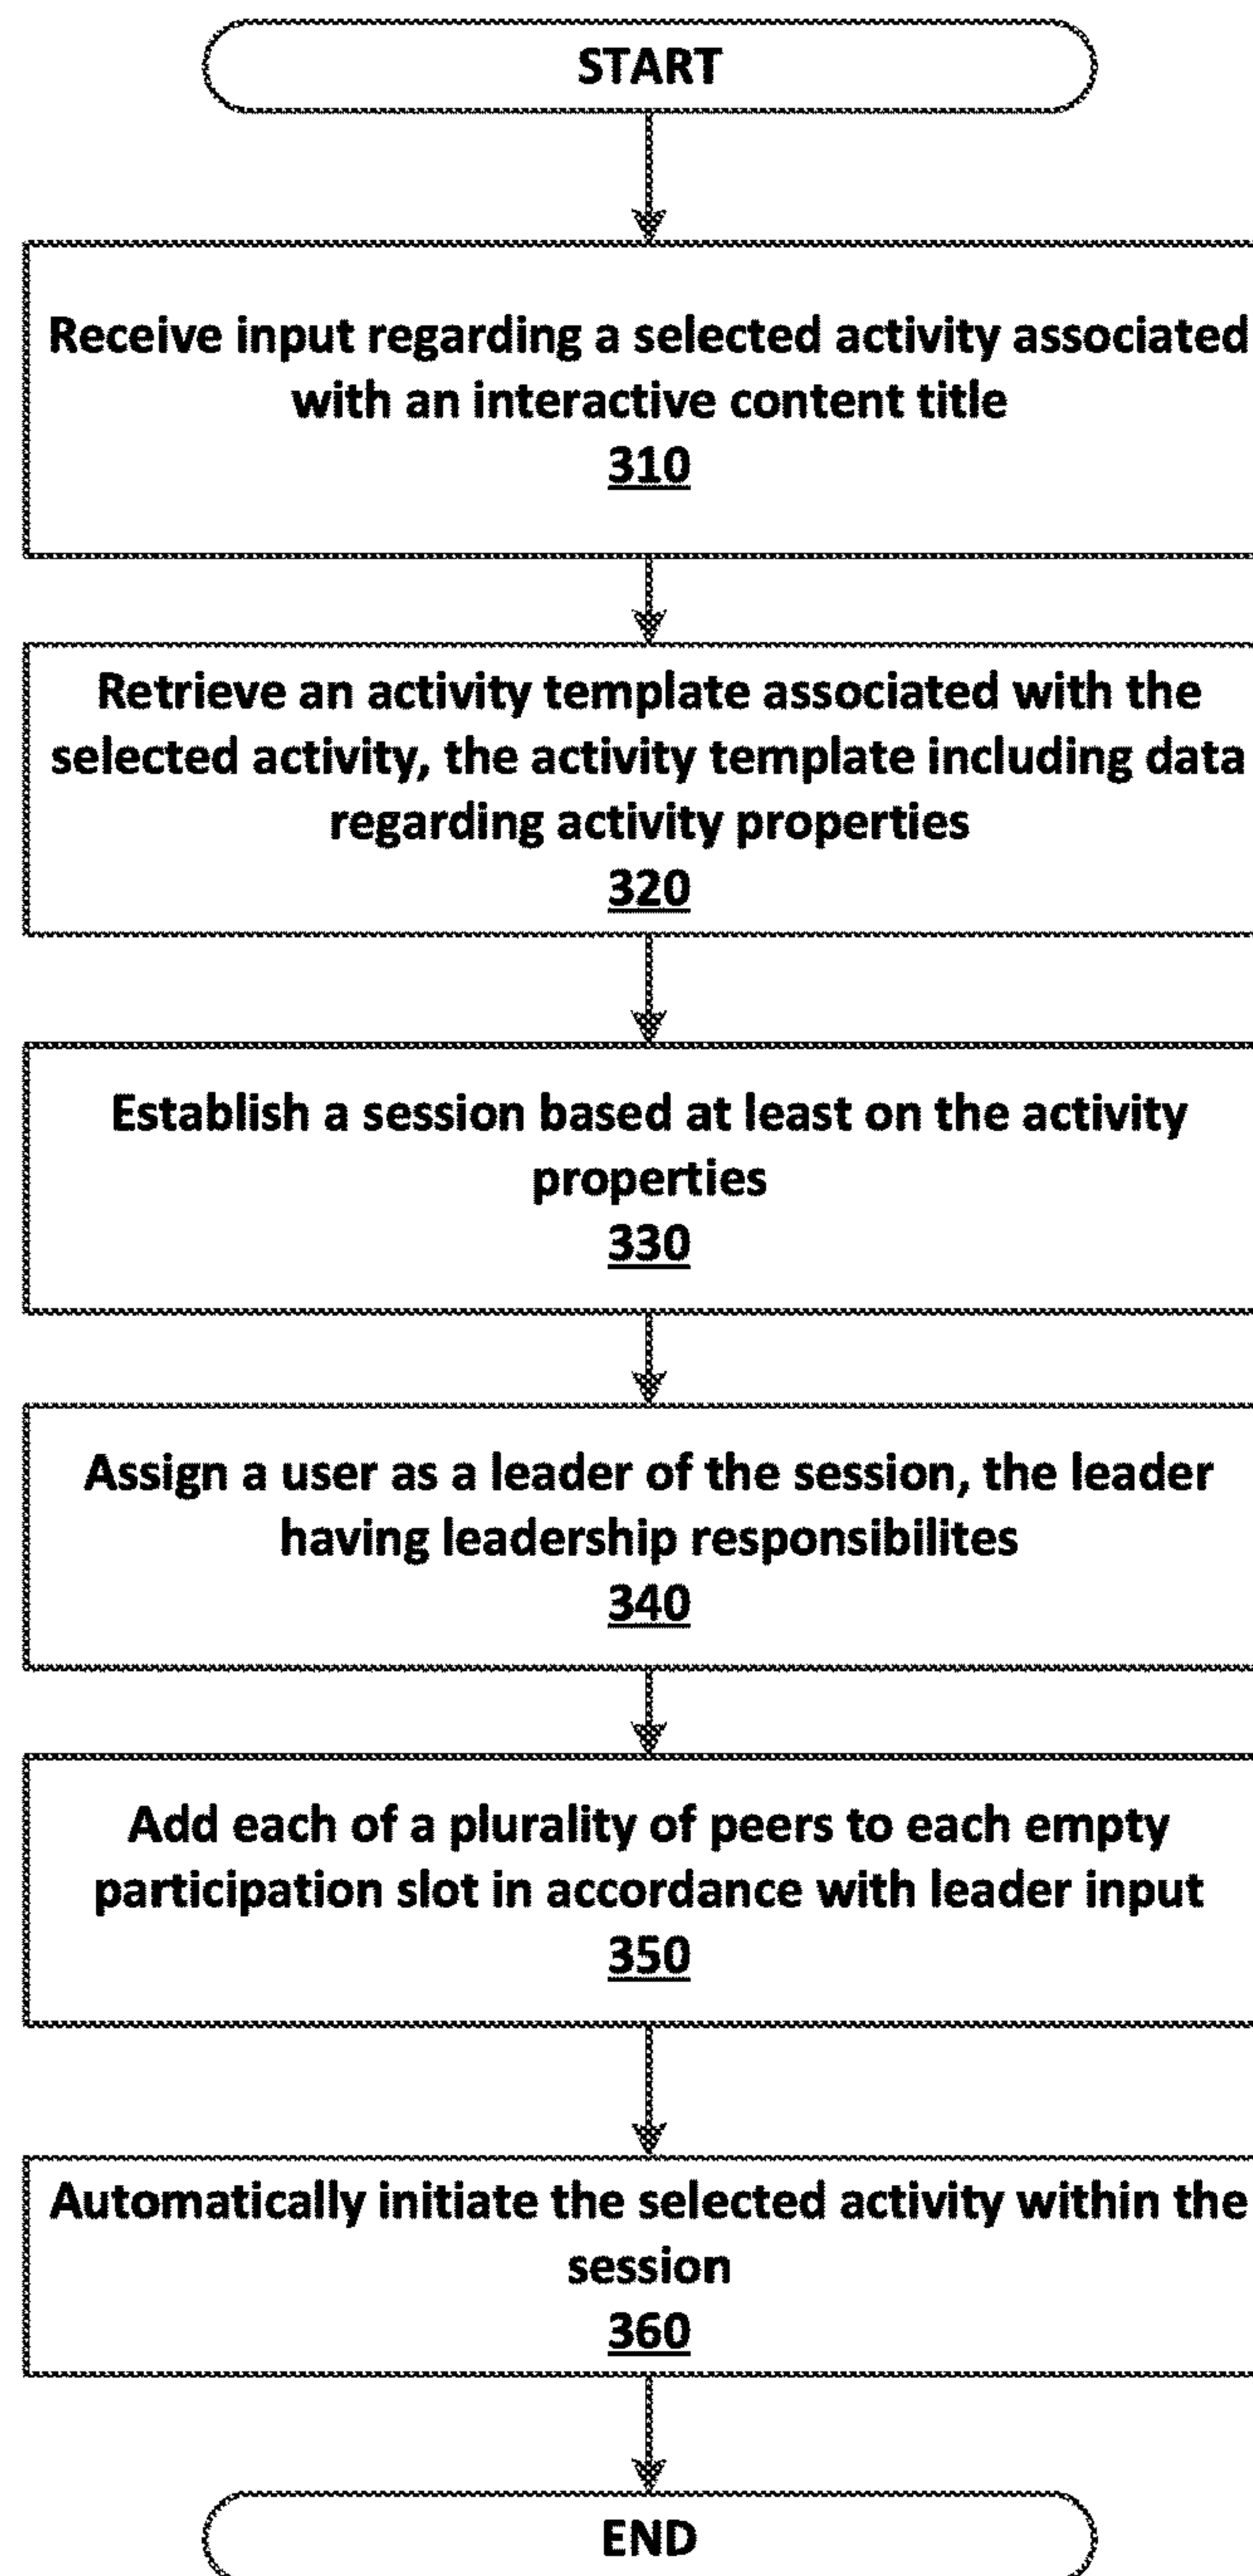 START
Receive input regarding a selected activity associated
with an interactive content title
310
Retrieve an activity template associated with the
selected activity, the activity template including data
regarding activity properties
320
Establish a session based at least on the activity
properties
330
Assign a user as a leader of the session, the leader
having leadership responsibilites
340
Add each of a plurality of peers to each empty
participation slot in accordance with leader input
350
Automatically initiate the selected activity within the
session
360
END